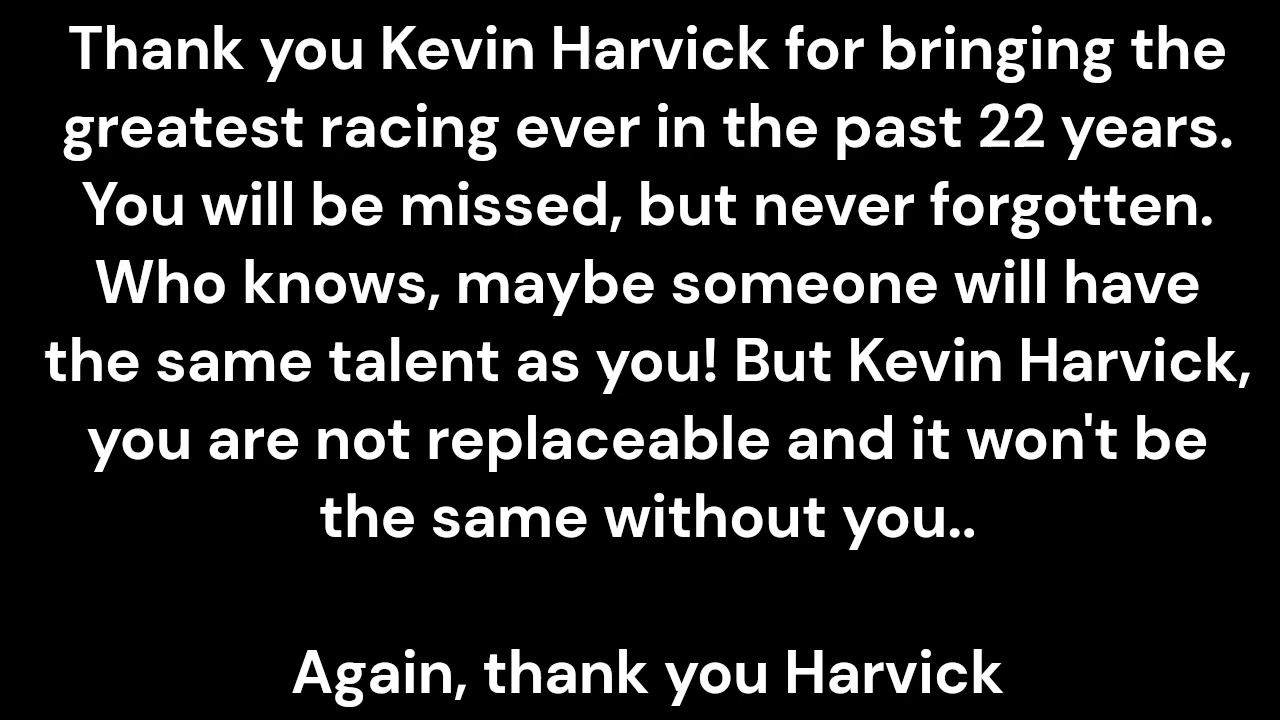 Thank you Kevin Harvick for bringing the
greatest racing ever in the past 22 years.
You will be missed, but never forgotten.
Who knows, maybe someone will have
the same talent as you! But Kevin Harvick,
you are not replaceable and it won't be
the same without you..
Again, thank you Harvick